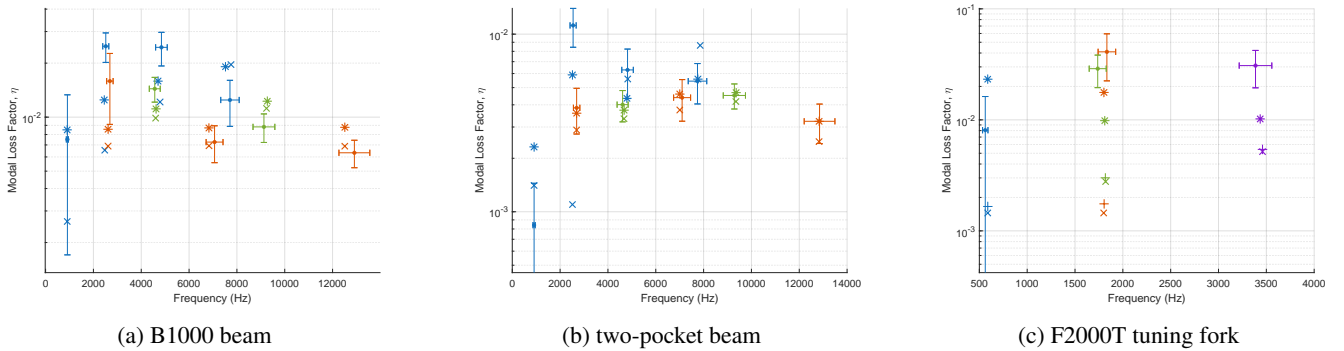 Modal Loss Factor, η
10⁻²
0 2000 4000 6000 8000 10000 12000
Frequency (Hz)
(a) B1000 beam
Modal Loss Factor, η
10⁻²
10⁻³
0 2000 4000 6000 8000 10000 12000 14000
Frequency (Hz)
(b) two-pocket beam
Modal Loss Factor, η
10⁻¹
10⁻²
10⁻³
500 1000 1500 2000 2500 3000 3500 4000
Frequency (Hz)
(c) F2000T tuning fork